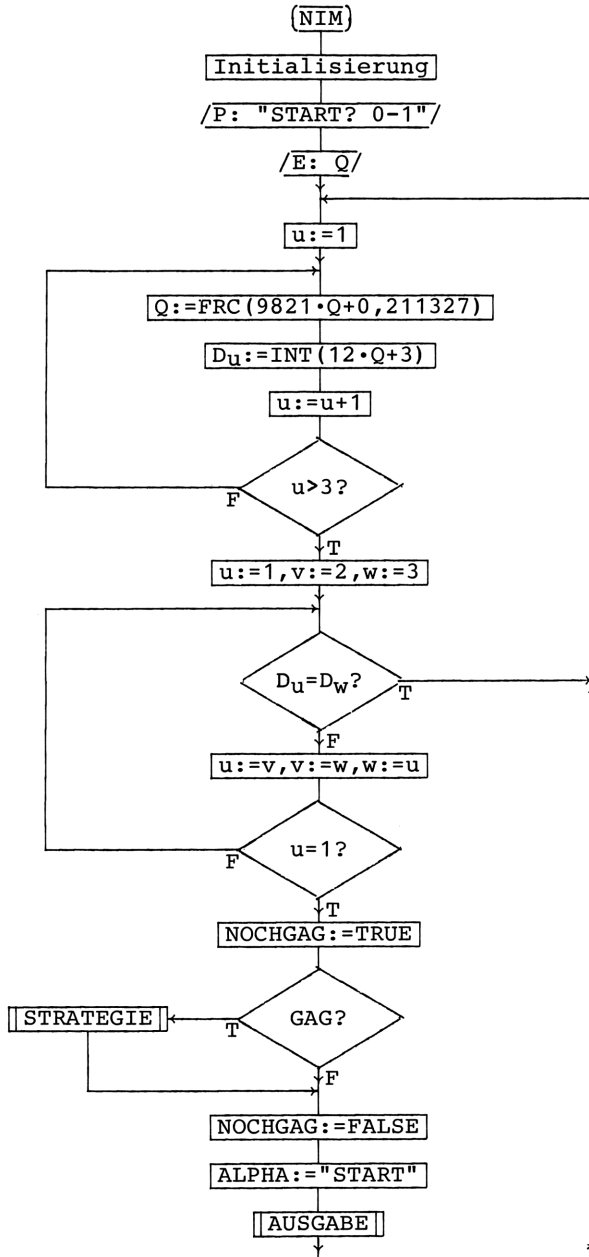 NIM
Initialisierung
P: "START? 0-1"
E: Q
u:=1
Q:=FRC(9821·Q+0,211327)
Du:=INT(12·Q+3)
u:=u+1
u>3?
F
T
u:=1,v:=2,w:=3
Du=Dw?
T
F
u:=v,v:=w,w:=u
u=1?
F
T
NOCHGAG:=TRUE
STRATEGIE
GAG?
T
F
NOCHGAG:=FALSE
ALPHA:="START"
AUSGABE
*